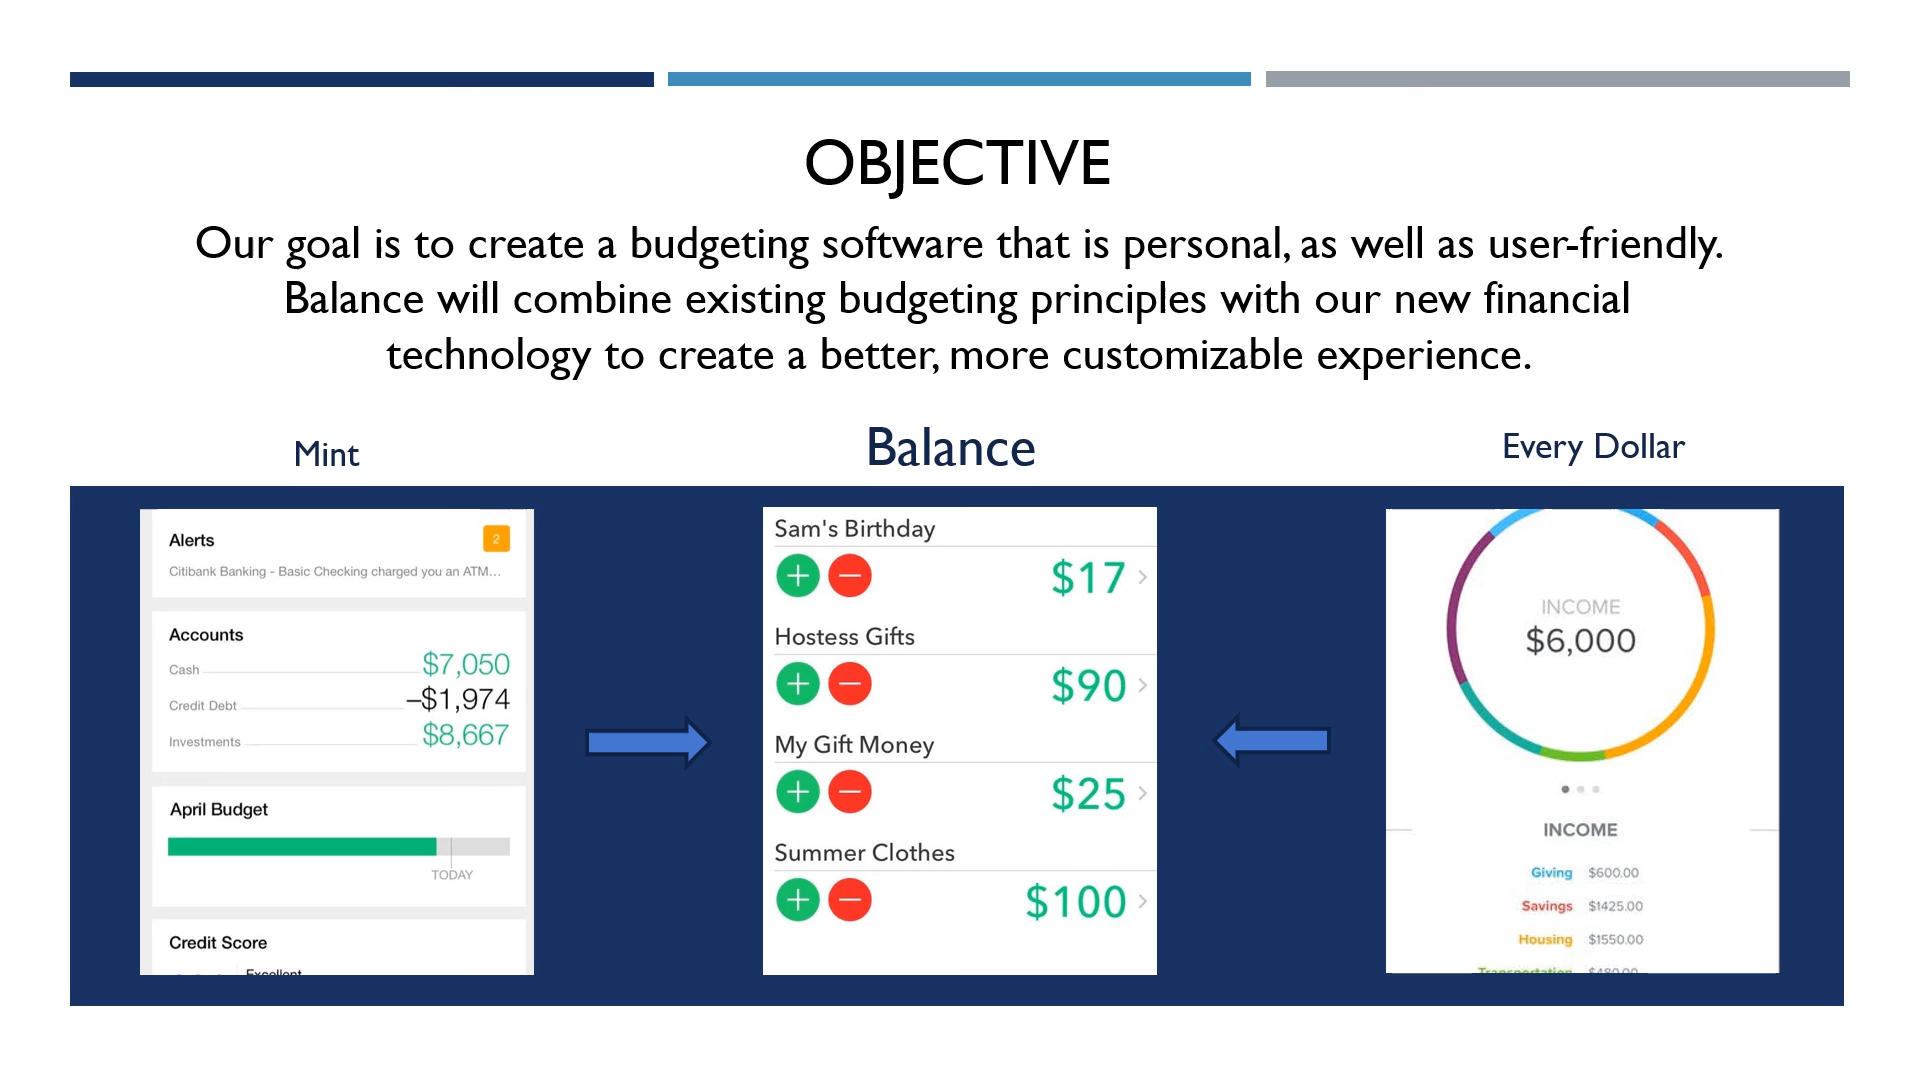 OBJECTIVE
Our goal is to create a budgeting software that is personal, as well as user-friendly.
Balance will combine existing budgeting principles with our new financial
technology to create a better, more customizable experience.
Mint
Balance
Every Dollar
Alerts
2
Citibank Banking - Basic Checking charged you an ATM...
Accounts
Cash $7,050
Credit Debt –$1,974
Investments $8,667
April Budget
TODAY
Credit Score
Excellent
Sam's Birthday
$17
Hostess Gifts
$90
My Gift Money
$25
Summer Clothes
$100
INCOME
$6,000
INCOME
Giving $600.00
Savings $1425.00
Housing $1550.00
Transportation $480.00